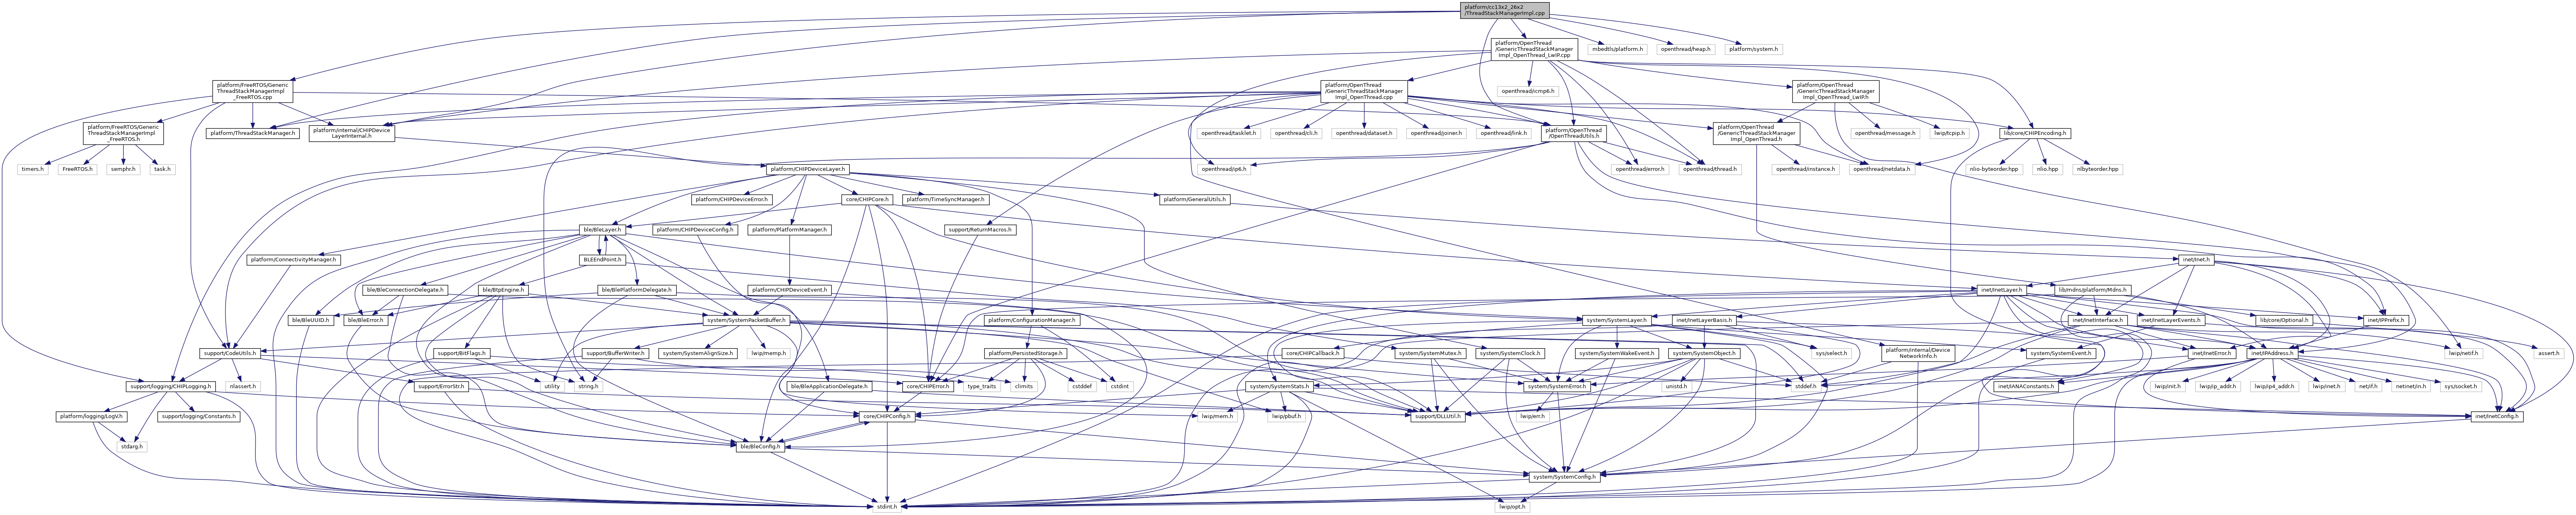 platform/cc13x2_26x2
/ThreadStackManagerImpl.cpp
platform/OpenThread
/GenericThreadStackManager
Impl_OpenThread_LwIP.cpp
mbedtls/platform.h
openthread/heap.h
platform/system.h
platform/FreeRTOS/Generic
ThreadStackManagerImpl
_FreeRTOS.cpp
platform/OpenThread
/GenericThreadStackManager
Impl_OpenThread.cpp
openthread/icmp6.h
platform/OpenThread
/GenericThreadStackManager
Impl_OpenThread_LwIP.h
platform/FreeRTOS/Generic
ThreadStackManagerImpl
_FreeRTOS.h
platform/ThreadStackManager.h
platform/internal/CHIPDevice
LayerInternal.h
openthread/tasklet.h
openthread/cli.h
openthread/dataset.h
openthread/joiner.h
openthread/link.h
platform/OpenThread
/OpenThreadUtils.h
platform/OpenThread
/GenericThreadStackManager
Impl_OpenThread.h
openthread/message.h
lwip/tcpip.h
lib/core/CHIPEncoding.h
timers.h
FreeRTOS.h
semphr.h
task.h
platform/CHIPDeviceLayer.h
openthread/ip6.h
openthread/error.h
openthread/thread.h
openthread/instance.h
openthread/netdata.h
nlio-byteorder.hpp
nlio.hpp
nlbyteorder.hpp
platform/CHIPDeviceError.h
core/CHIPCore.h
platform/TimeSyncManager.h
platform/GeneralUtils.h
ble/BleLayer.h
platform/CHIPDeviceConfig.h
platform/PlatformManager.h
support/ReturnMacros.h
platform/ConnectivityManager.h
BLEEndPoint.h
inet/Inet.h
ble/BleConnectionDelegate.h
ble/BtpEngine.h
ble/BlePlatformDelegate.h
platform/CHIPDeviceEvent.h
inet/InetLayer.h
lib/mdns/platform/Mdns.h
ble/BleUUID.h
ble/BleError.h
system/SystemPacketBuffer.h
platform/ConfigurationManager.h
system/SystemLayer.h
inet/InetLayerBasis.h
inet/InetInterface.h
inet/InetLayerEvents.h
lib/core/Optional.h
inet/IPPrefix.h
support/CodeUtils.h
support/BitFlags.h
support/BufferWriter.h
system/SystemAlignSize.h
lwip/memp.h
platform/PersistedStorage.h
core/CHIPCallback.h
system/SystemMutex.h
system/SystemClock.h
system/SystemWakeEvent.h
system/SystemObject.h
sys/select.h
platform/internal/Device
NetworkInfo.h
system/SystemEvent.h
inet/InetError.h
inet/IPAddress.h
lwip/netif.h
assert.h
support/logging/CHIPLogging.h
nlassert.h
support/ErrorStr.h
utility
string.h
ble/BleApplicationDelegate.h
core/CHIPError.h
type_traits
climits
cstddef
cstdint
system/SystemStats.h
system/SystemError.h
unistd.h
stddef.h
inet/IANAConstants.h
lwip/init.h
lwip/ip_addr.h
lwip/ip4_addr.h
lwip/inet.h
net/if.h
netinet/in.h
sys/socket.h
platform/logging/LogV.h
support/logging/Constants.h
core/CHIPConfig.h
lwip/mem.h
lwip/pbuf.h
support/DLLUtil.h
lwip/err.h
inet/InetConfig.h
stdarg.h
ble/BleConfig.h
system/SystemConfig.h
stdint.h
lwip/opt.h